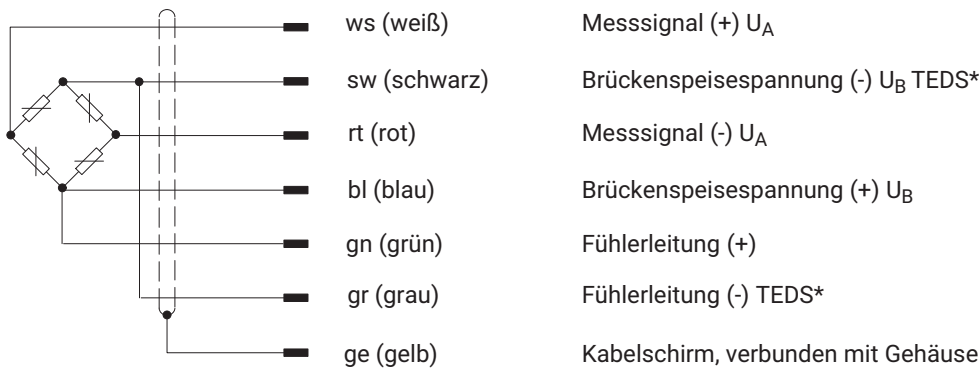 ws (weiß) Messsignal (+) UA
sw (schwarz) Brückenspeisespannung (-) UB TEDS*
rt (rot) Messsignal (-) UA
bl (blau) Brückenspeisespannung (+) UB
gn (grün) Fühlerleitung (+)
gr (grau) Fühlerleitung (-) TEDS*
ge (gelb) Kabelschirm, verbunden mit Gehäuse